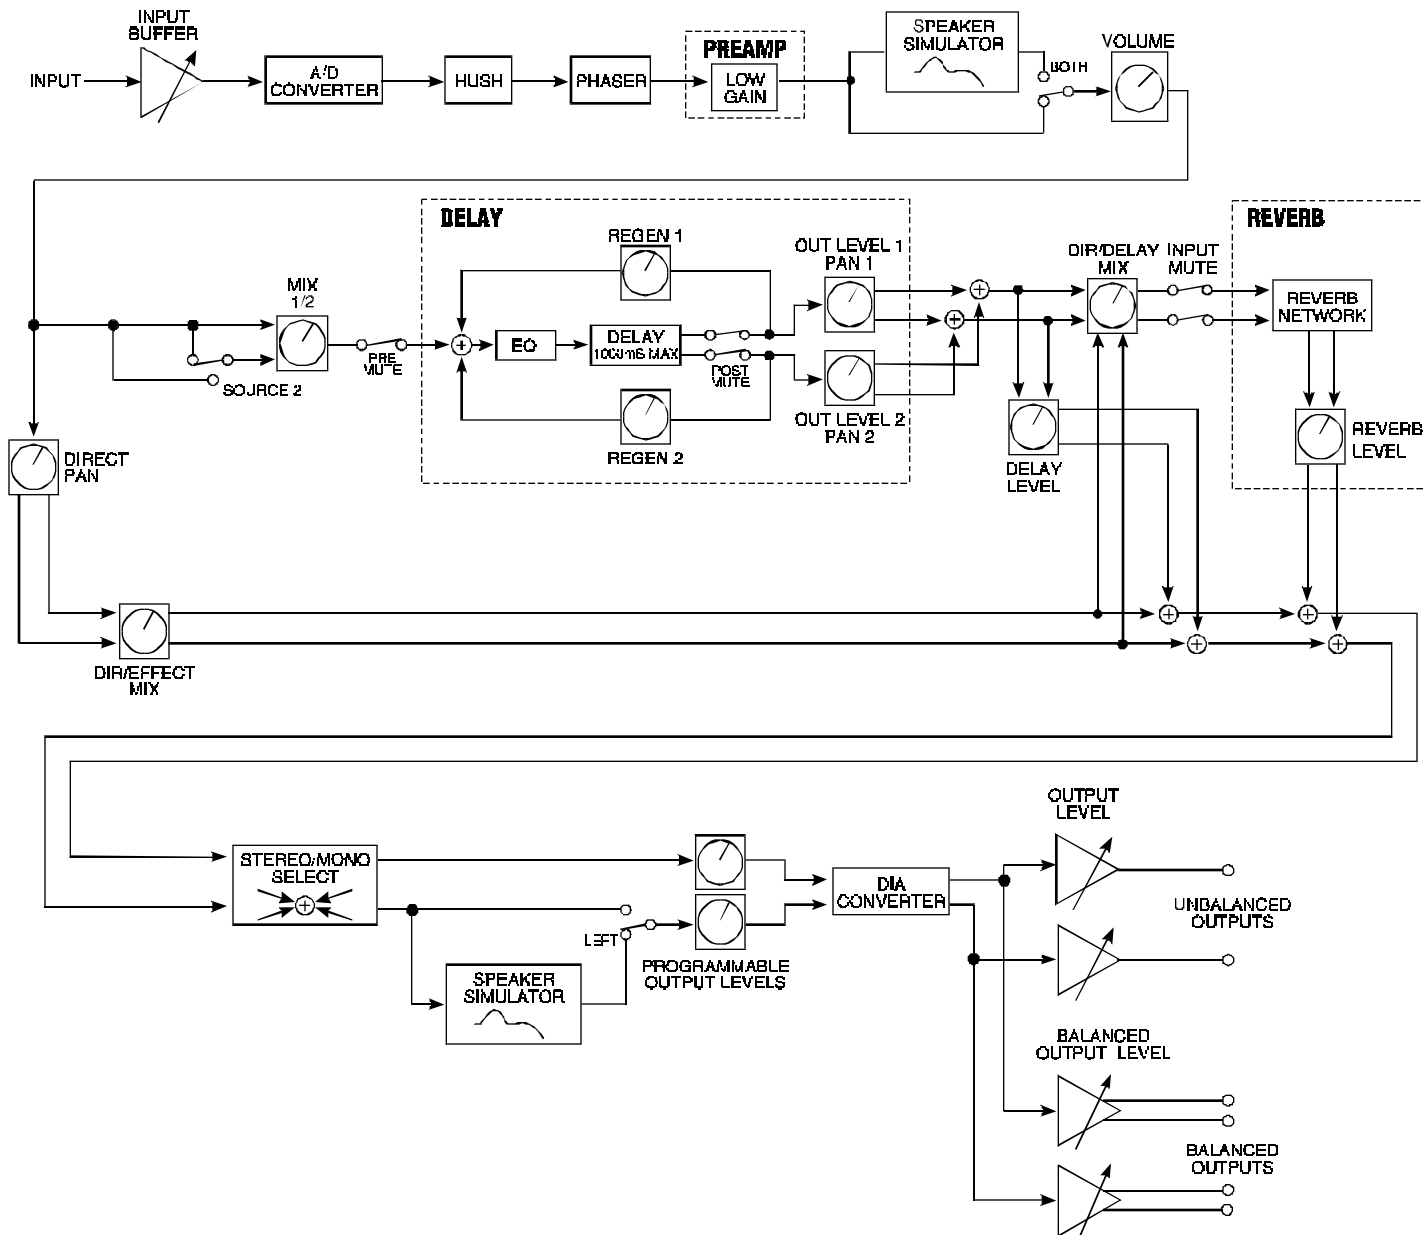 INPUT
BUFFER
INPUT
A/D
CONVERTER
HUSH
PHASER
PREAMP
LOW
GAIN
SPEAKER
SIMULATOR
BOTH
VOLUME
DELAY
REGEN 1
OUT LEVEL 1
PAN 1
DIR/DELAY
MIX
INPUT
MUTE
REVERB
MIX
1/2
PRE
MUTE
SOURCE 2
EQ
DELAY
1000mS MAX
POST
MUTE
REVERB
NETWORK
OUT LEVEL 2
PAN 2
REGEN 2
DIRECT
PAN
DELAY
LEVEL
REVERB
LEVEL
DIR/EFFECT
MIX
STEREO/MONO
SELECT
LEFT
SPEAKER
SIMULATOR
PROGRAMMABLE
OUTPUT LEVELS
D/A
CONVERTER
OUTPUT
LEVEL
UNBALANCED
OUTPUTS
BALANCED
OUTPUT LEVEL
BALANCED
OUTPUTS